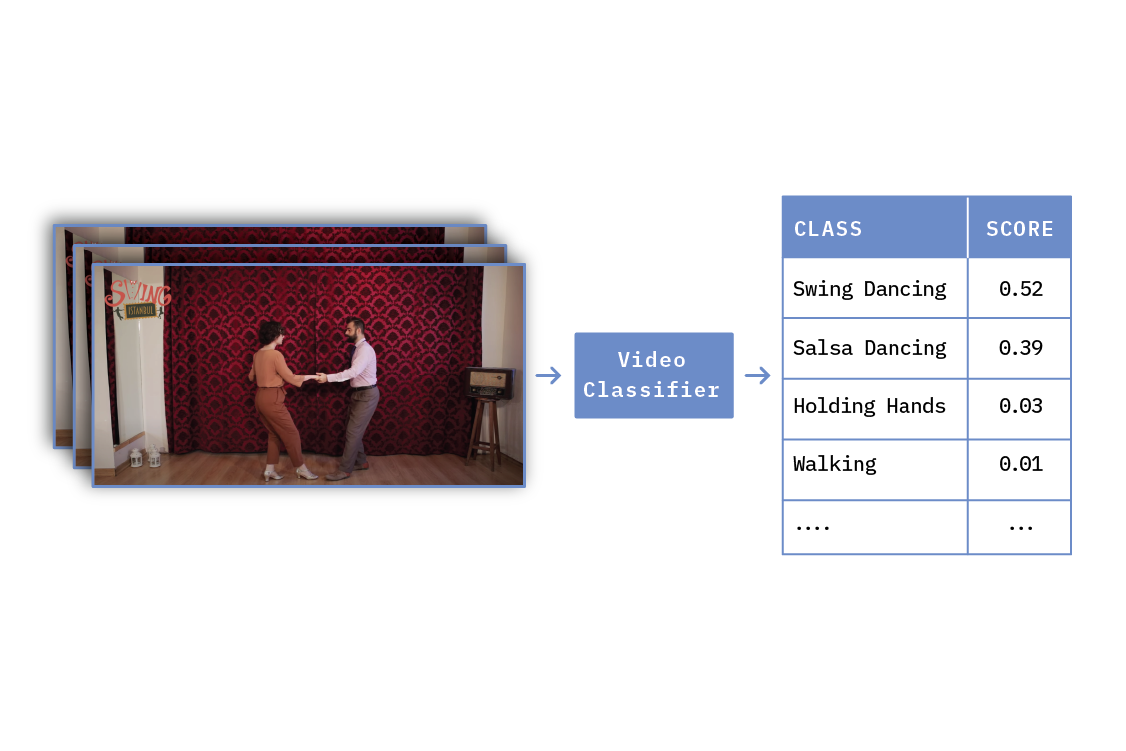 SWING
ISTANBUL
Video
Classifier
CLASS SCORE
Swing Dancing 0.52
Salsa Dancing 0.39
Holding Hands 0.03
Walking 0.01
.... ...